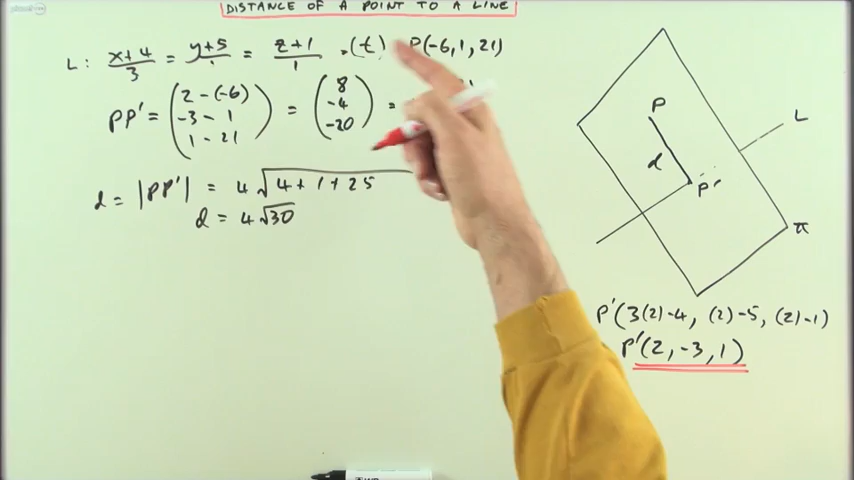 DISTANCE OF A POINT TO A LINE
L: x+4/3 = y+5/1 = z+1/1 = (t) P(-6, 1, 21)
PP' = (2 - (-6) -3 - 1 1 - 21) = (8 -4 -20) =
d = |PP'| = 4√4+1+25
d = 4√30
P
d
P'
L
π
P'(3(2)-4, (2)-5, (2)-1)
P'(2, -3, 1)